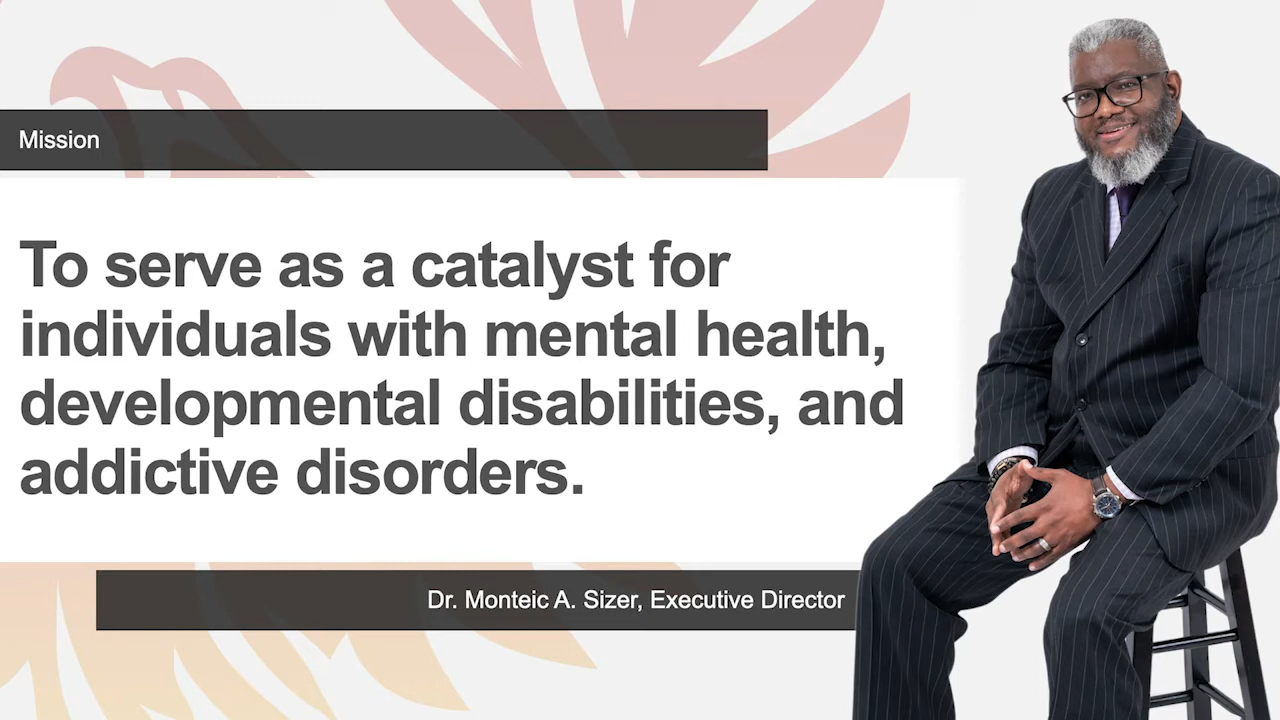 Mission
To serve as a catalyst for
individuals with mental health,
developmental disabilities, and
addictive disorders.
Dr. Monteic A. Sizer, Executive Director